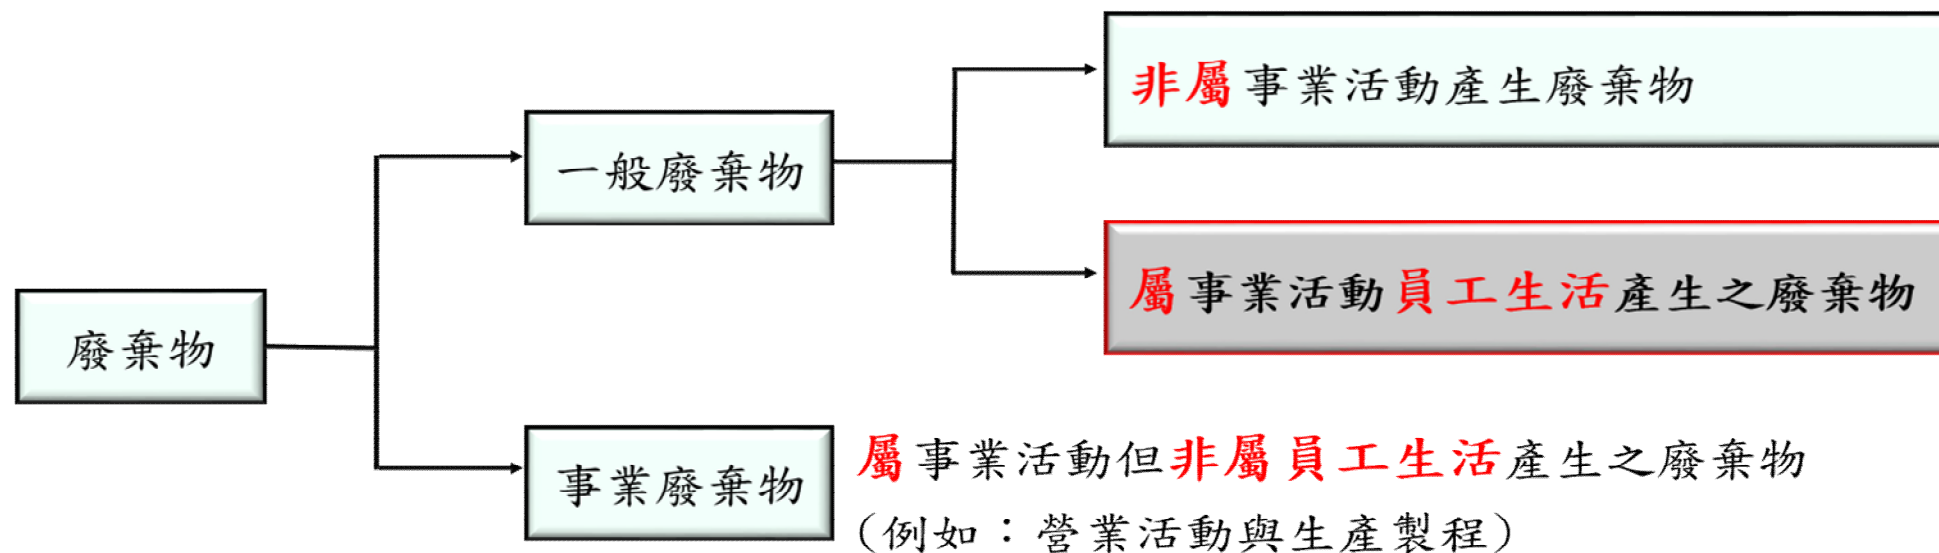 非屬事業活動產生廢棄物
一般廢棄物
屬事業活動員工生活產生之廢棄物
廢棄物
屬事業活動但非屬員工生活產生之廢棄物
事業廢棄物
(例如：營業活動與生產製程)